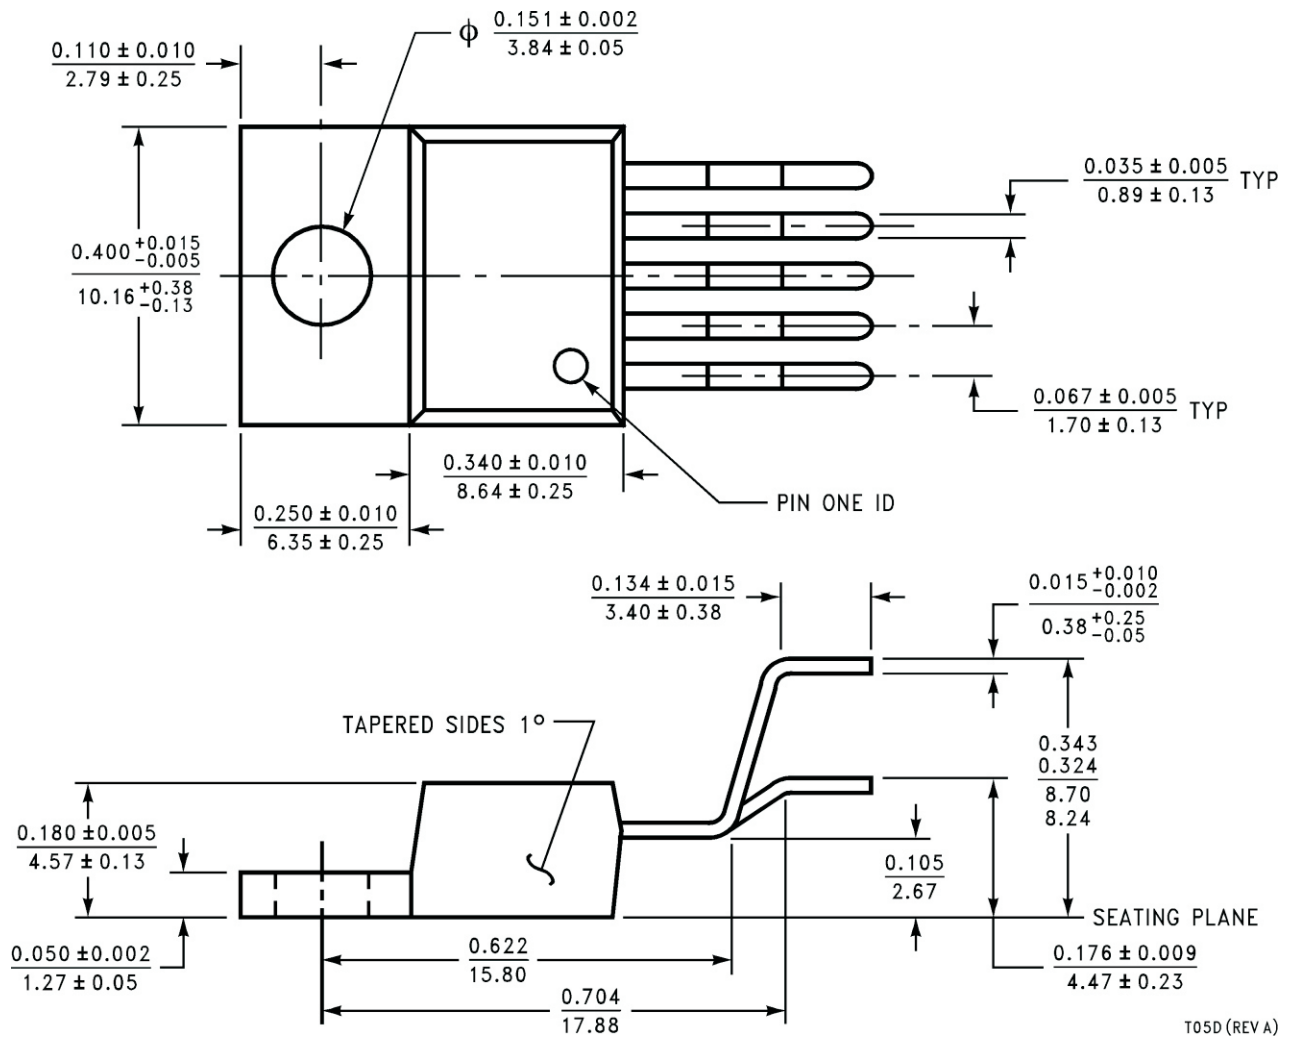 ϕ 0.151 ± 0.002
3.84 ± 0.05
0.110 ± 0.010
2.79 ± 0.25
0.035 ± 0.005 TYP
0.89 ± 0.13
0.400 +0.015 -0.005
10.16 +0.38 -0.13
0.067 ± 0.005 TYP
1.70 ± 0.13
0.340 ± 0.010
8.64 ± 0.25
PIN ONE ID
0.250 ± 0.010
6.35 ± 0.25
0.134 ± 0.015
3.40 ± 0.38
0.015 +0.010 -0.002
0.38 +0.25 -0.05
TAPERED SIDES 1°
0.343
0.324
8.70
8.24
0.180 ±0.005
4.57 ± 0.13
0.105
2.67
SEATING PLANE
0.050 ±0.002
1.27 ± 0.05
0.622
15.80
0.176 ± 0.009
4.47 ± 0.23
0.704
17.88
T05D (REV A)